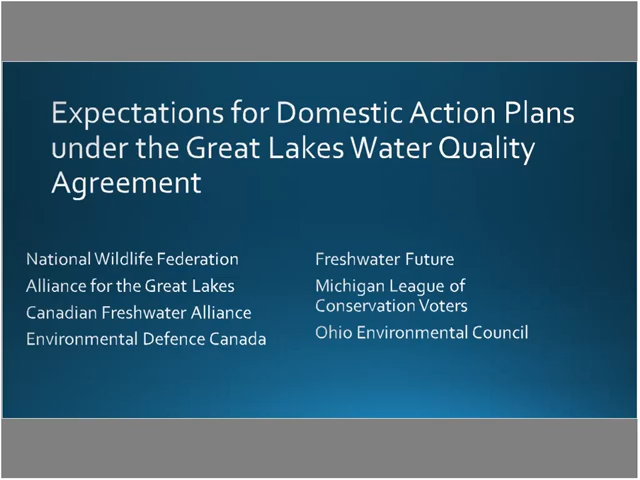 Expectations for Domestic Action Plans
under the Great Lakes Water Quality
Agreement
National Wildlife Federation
Alliance for the Great Lakes
Canadian Freshwater Alliance
Environmental Defence Canada
Freshwater Future
Michigan League of
Conservation Voters
Ohio Environmental Council